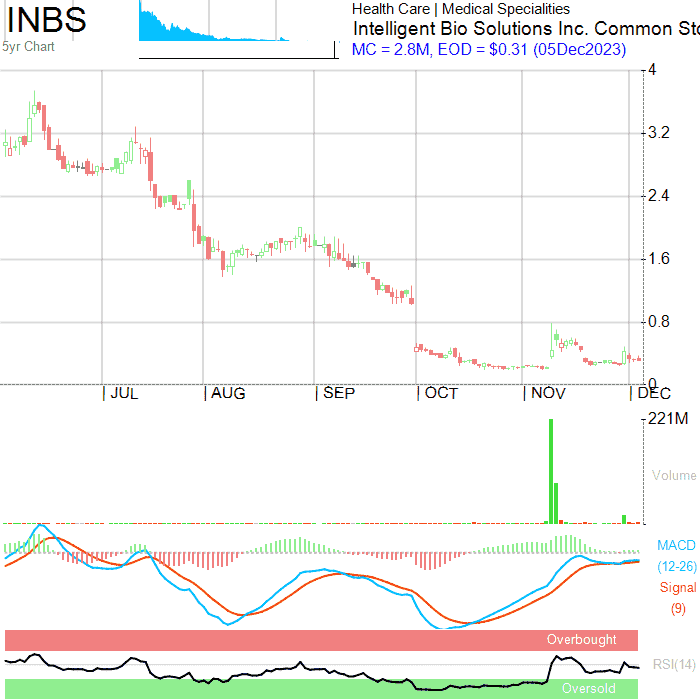 INBS
5yr Chart
Health Care | Medical Specialities
Intelligent Bio Solutions Inc. Common Sto
MC = 2.8M, EOD = $0.31 (05Dec2023)
4
3.2
2.4
1.6
0.8
0
| JUL | AUG | SEP | OCT | NOV | DEC
221M
Volume
MACD
(12-26)
Signal
(9)
Overbought
RSI(14)
Oversold